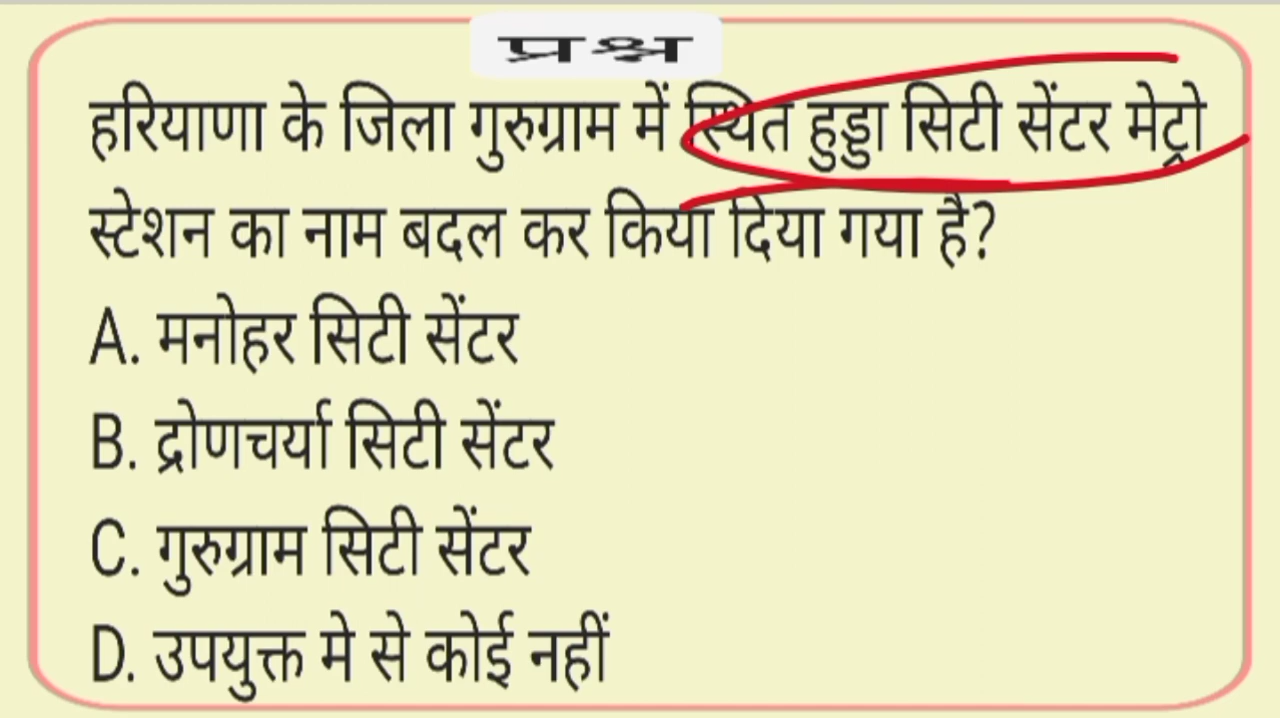 प्रश्न
हरियाणा के जिला गुरुग्राम में स्थित हुड्डा सिटी सेंटर मेट्रो
स्टेशन का नाम बदल कर किया दिया गया है?
A. मनोहर सिटी सेंटर
B. द्रोणचर्या सिटी सेंटर
C. गुरुग्राम सिटी सेंटर
D. उपयुक्त मे से कोई नहीं